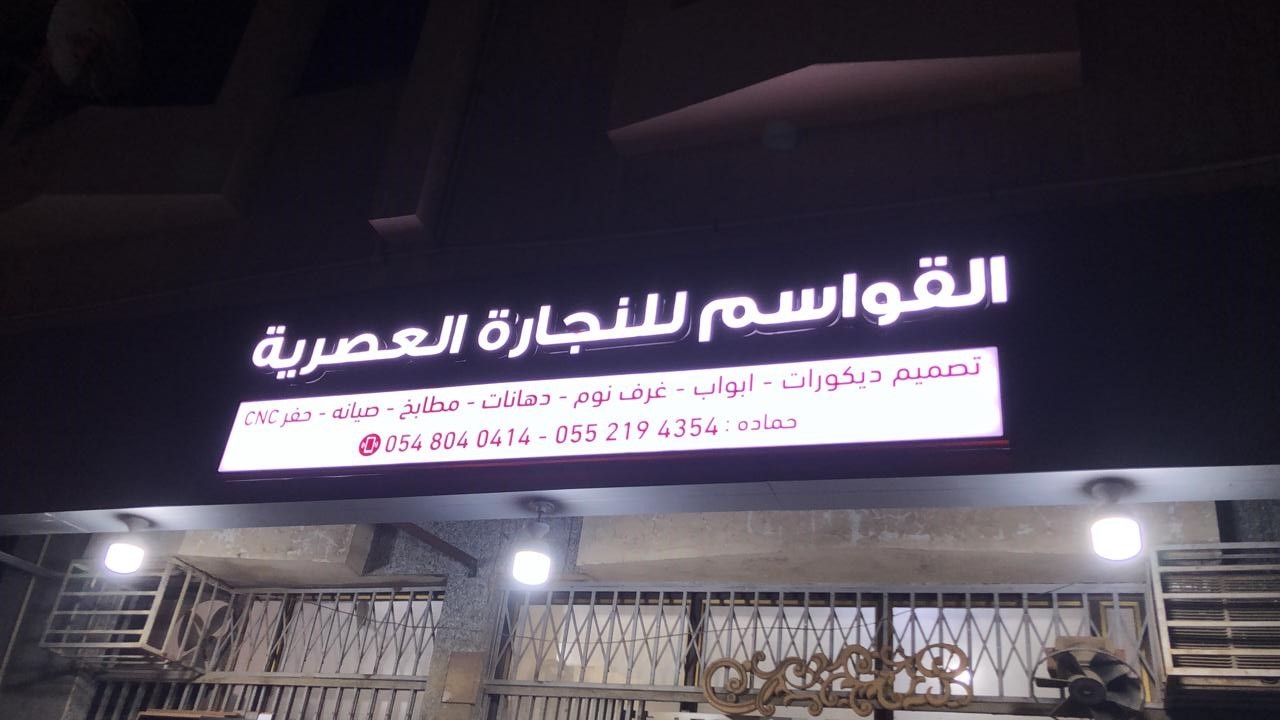 القواسم للنجارة العصرية
تصميم ديكورات - ابواب - غرف نوم - دهانات - مطابخ - صيانه - حفر CNC
حماده : 055 219 4354 - 054 804 0414